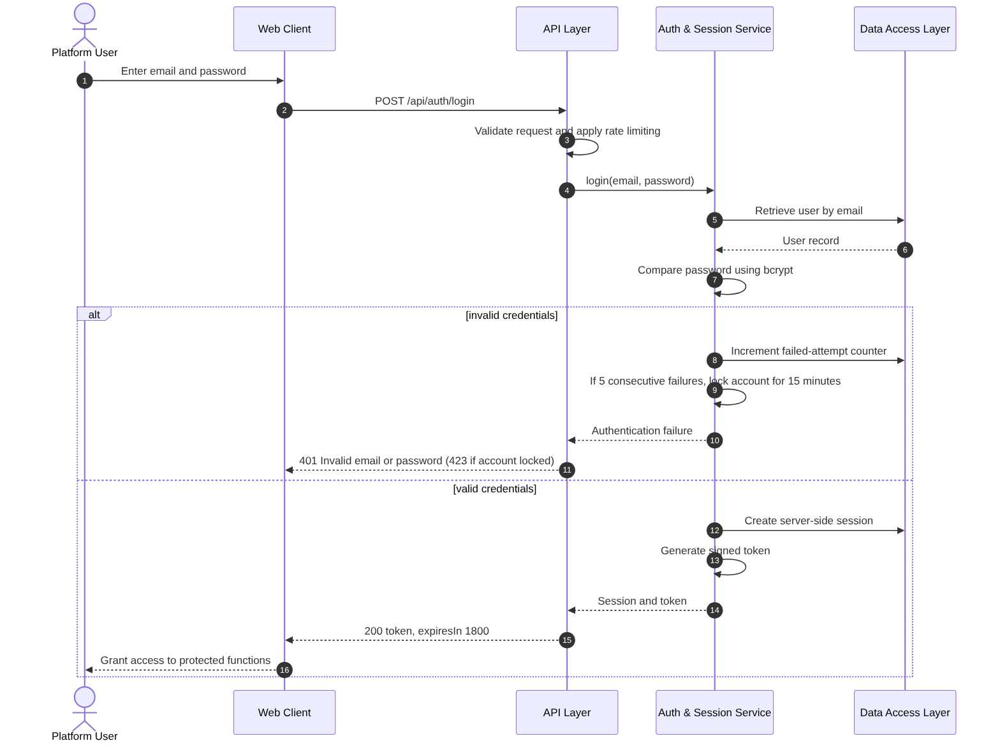 Platform User
Web Client
API Layer
Auth & Session Service
Data Access Layer
1
Enter email and password
2
POST /api/auth/login
Validate request and apply rate limiting
3
4
login(email, password)
5
Retrieve user by email
User record
6
Compare password using bcrypt
7
alt
[invalid credentials]
8
Increment failed-attempt counter
If 5 consecutive failures, lock account for 15 minutes
9
Authentication failure
10
401 Invalid email or password (423 if account locked)
11
[valid credentials]
12
Create server-side session
Generate signed token
13
Session and token
14
200 token, expiresIn 1800
15
Grant access to protected functions
16
Platform User
Web Client
API Layer
Auth & Session Service
Data Access Layer